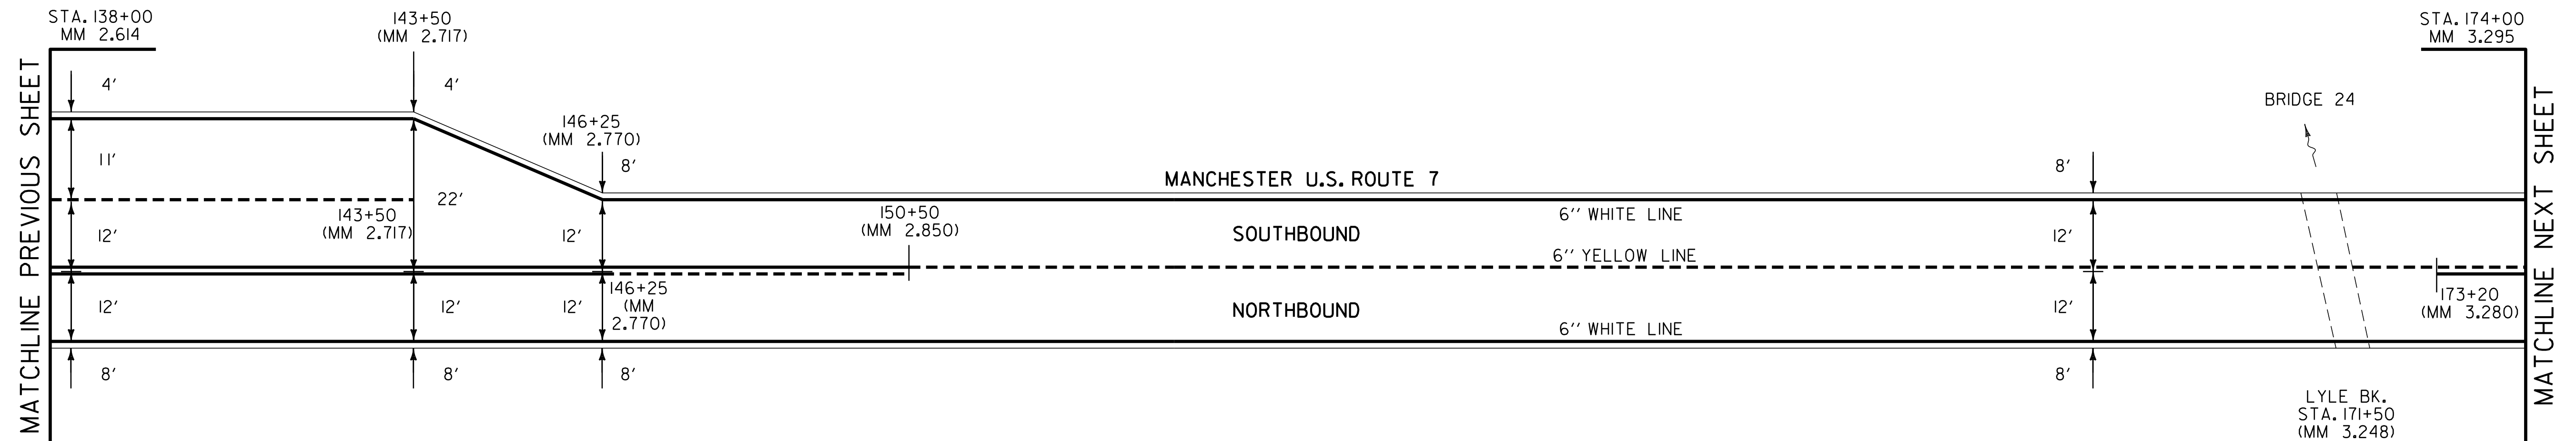 STA. 138+00
MM 2.614
143+50
(MM 2.717)
STA. 174+00
MM 3.295
MATCHLINE PREVIOUS SHEET
4'
4'
11'
22'
12'
12'
143+50
(MM 2.717)
146+25
(MM 2.770)
8'
12'
12'
12'
146+25
(MM
2.770)
8'
8'
8'
150+50
(MM 2.850)
MANCHESTER U.S. ROUTE 7
6'' WHITE LINE
SOUTHBOUND
6'' YELLOW LINE
NORTHBOUND
6'' WHITE LINE
8'
12'
12'
8'
BRIDGE 24
173+20
(MM 3.280)
LYLE BK.
STA. 171+50
(MM 3.248)
MATCHLINE NEXT SHEET